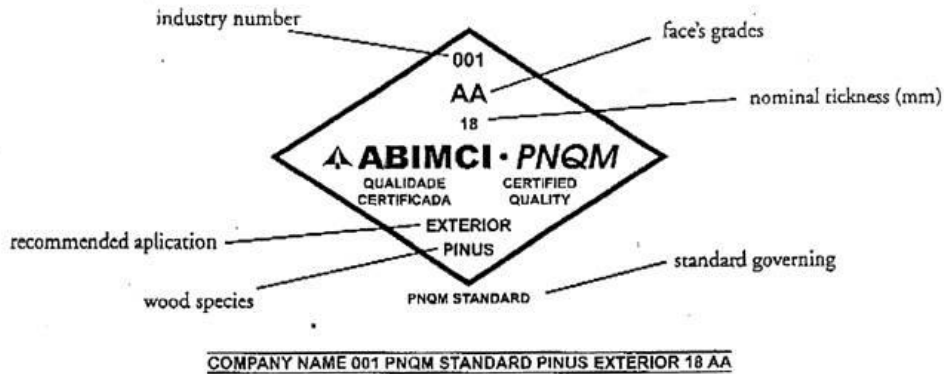 industry number
face's grades
001
AA
nominal tickness (mm)
18
ABIMCI · PNQM
QUALIDADE CERTIFICADA
CERTIFIED QUALITY
EXTERIOR
recommended aplication
PINUS
standard governing
wood species
PNQM STANDARD
COMPANY NAME 001 PNQM STANDARD PINUS EXTERIOR 18 AA